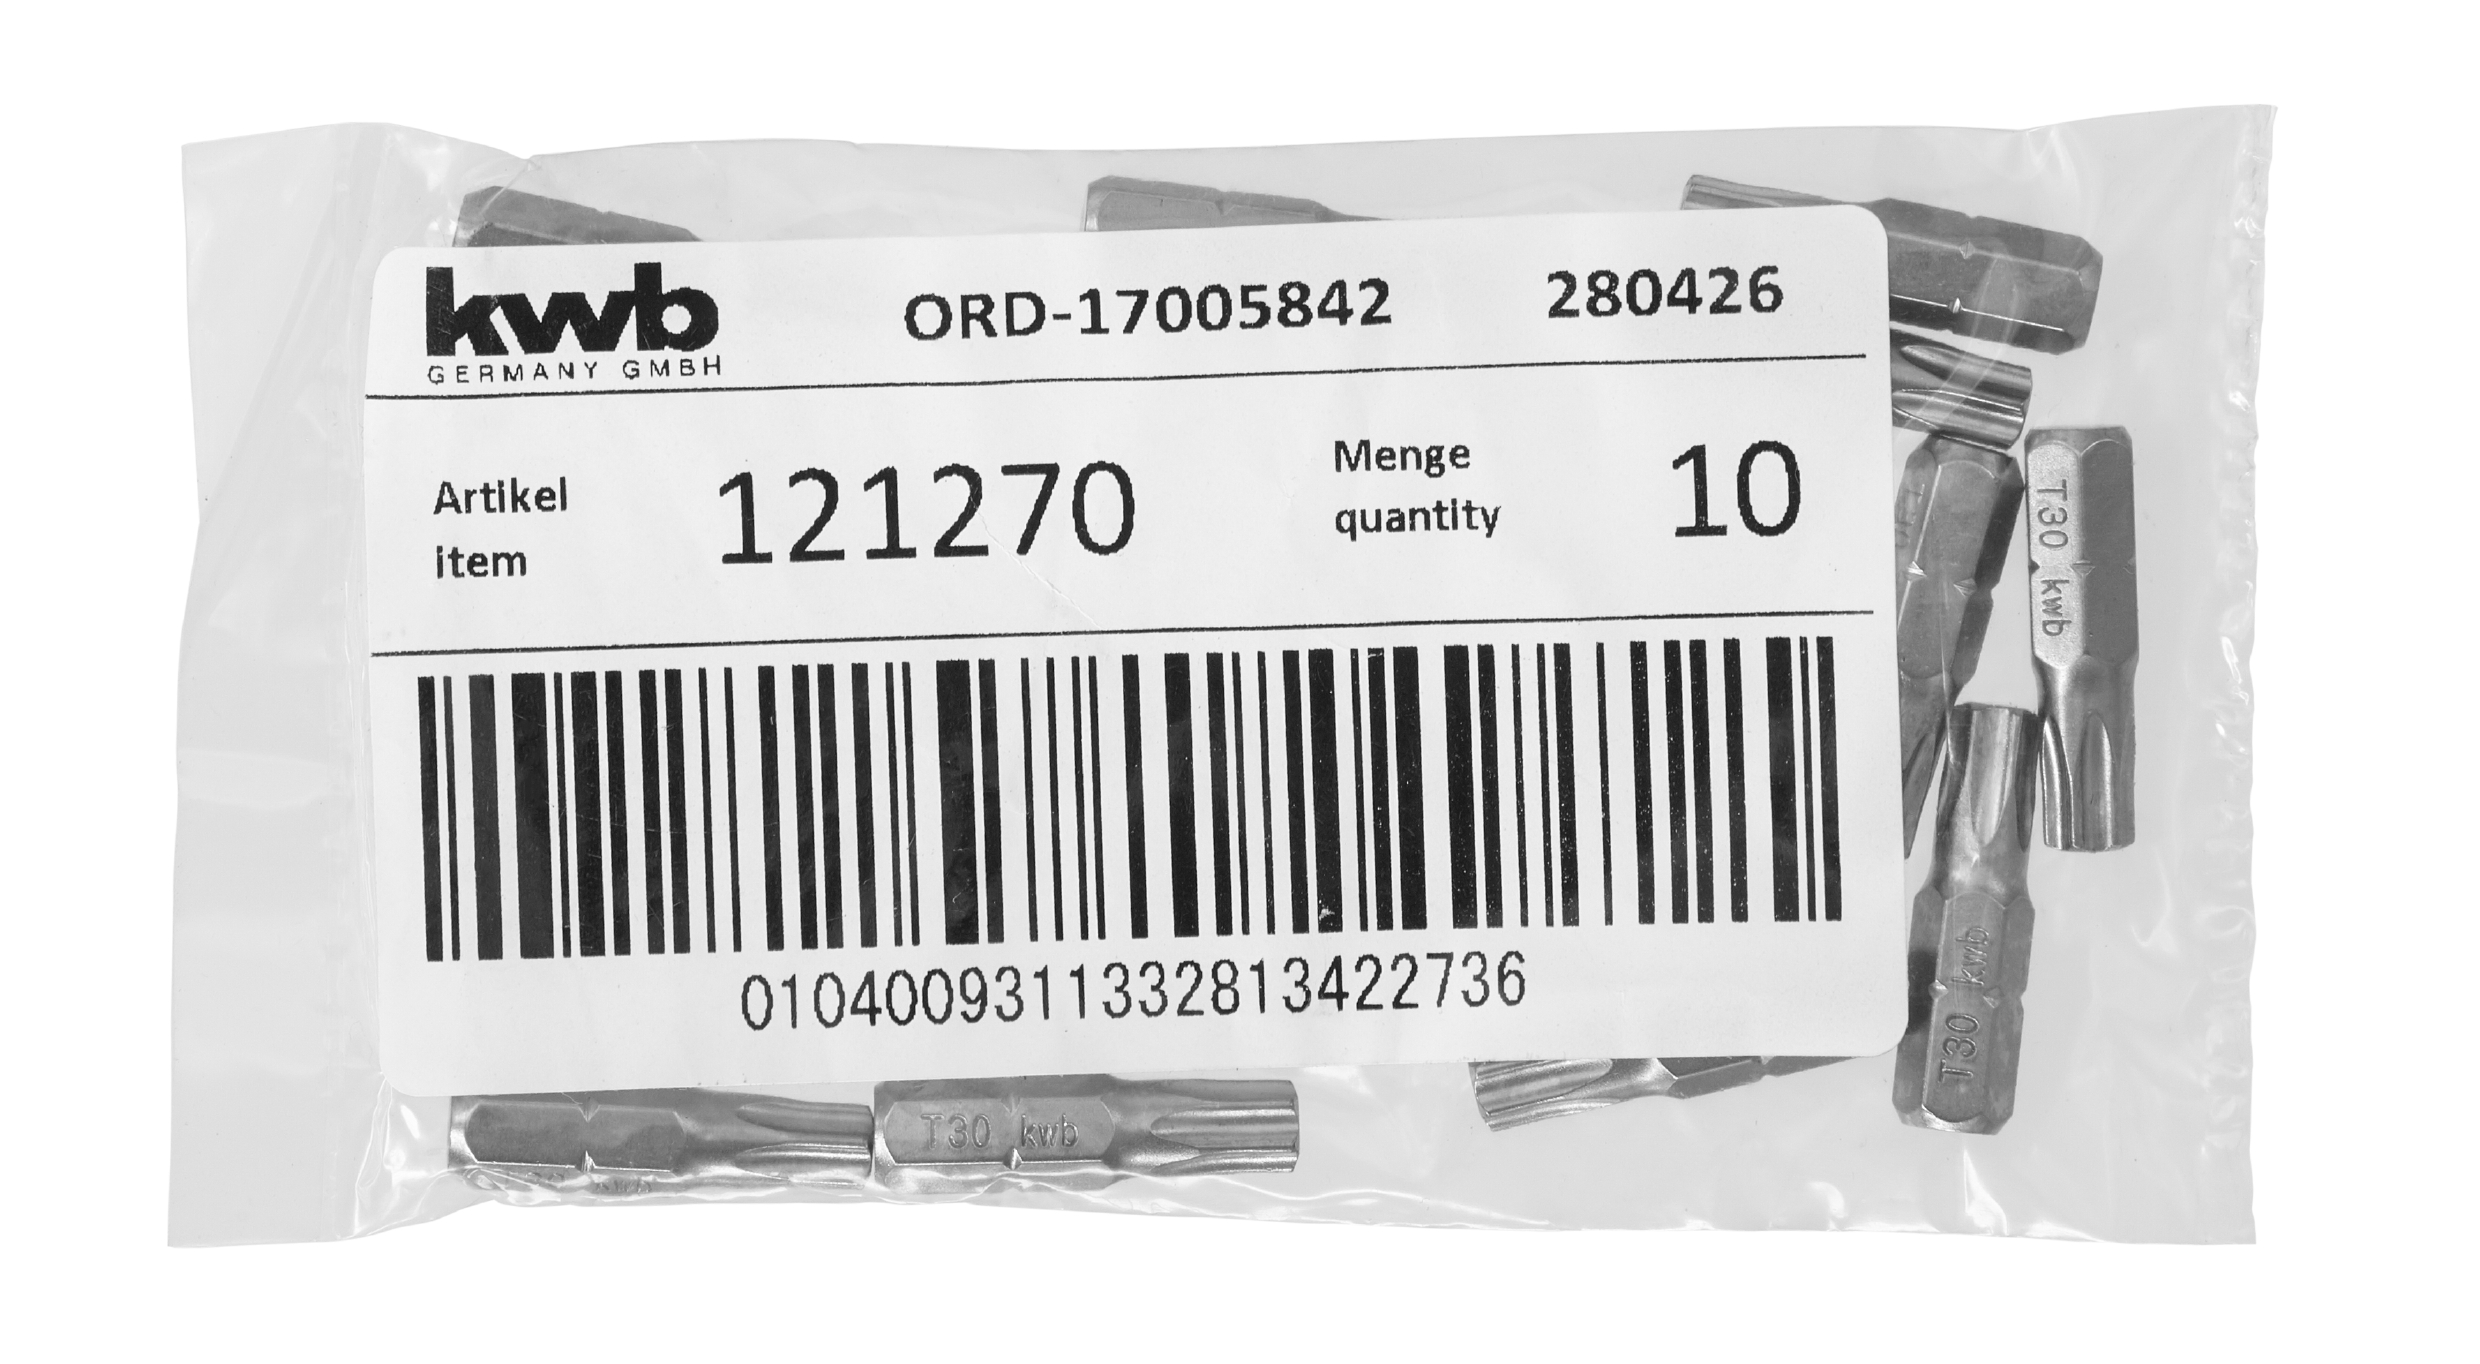 kwb
GERMANY GMBH
ORD-17005842
280426
Artikel
item
121270
Menge
quantity
10
0104009311332813422736
T30 kwb
T30 kwb
T30 kwb